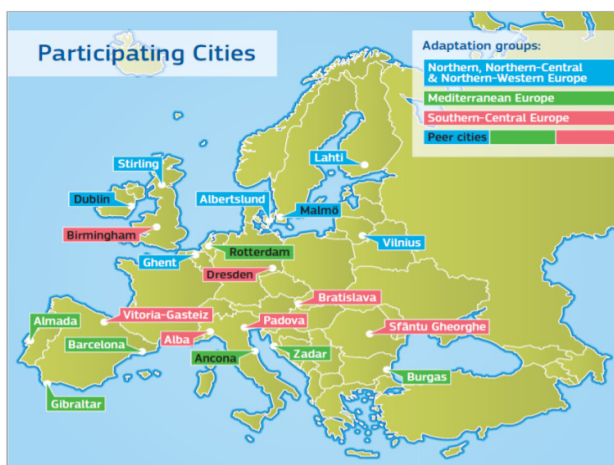 Participating Cities
Adaptation groups:
Northern, Northern-Central
& Northern-Western Europe
Mediterranean Europe
Southern-Central Europe
Peer cities
Stirling
Lahti
Dublin
Albertslund
Malmö
Birmingham
Vilnius
Ghent
Rotterdam
Dresden
Bratislava
Almada
Vitoria-Gasteiz
Padova
Sfântu Gheorghe
Barcelona
Alba
Ancona
Zadar
Burgas
Gibraltar